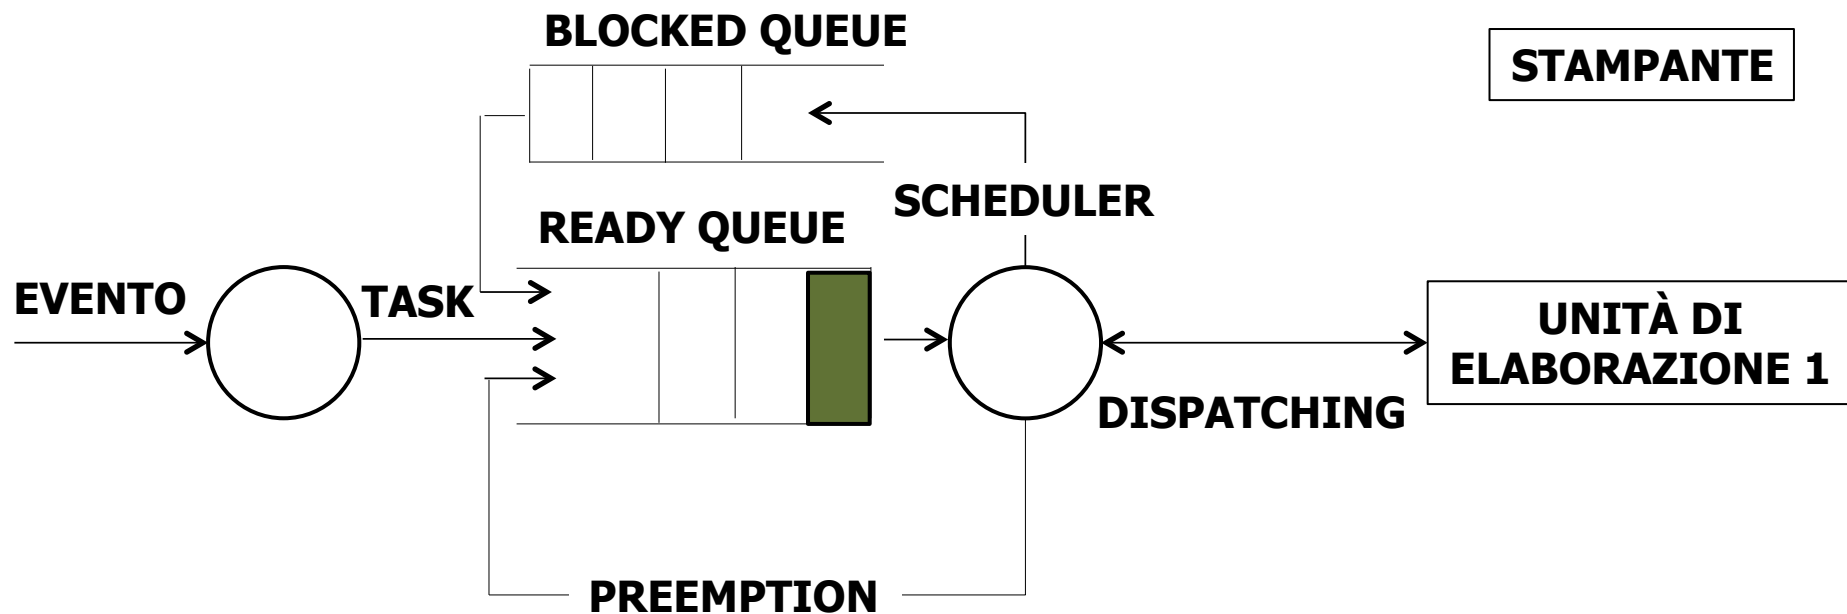 BLOCKED QUEUE
STAMPANTE
SCHEDULER
READY QUEUE
EVENTO
TASK
UNITÀ DI
ELABORAZIONE 1
DISPATCHING
PREEMPTION